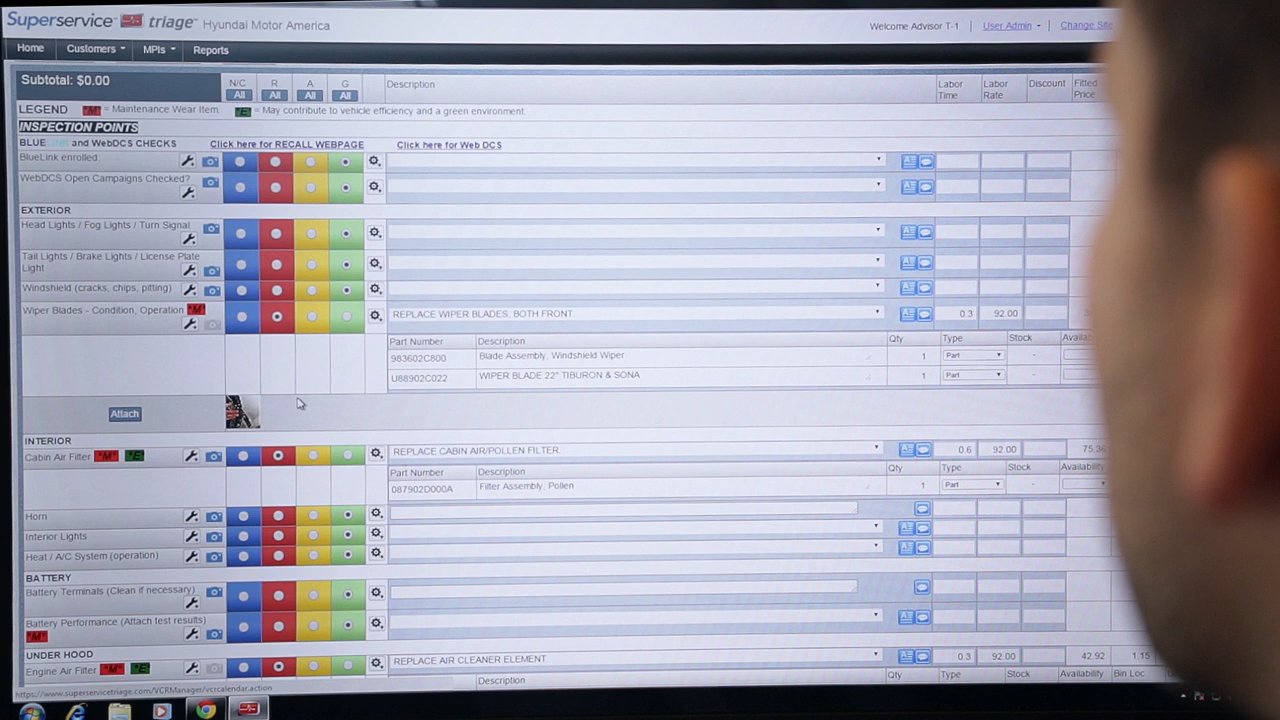 Superservice triage Hyundai Motor America
Welcome Advisor T-1 | User Admin | Change Site
Home Customers MPIs Reports
Subtotal: $0.00 N/C R A G Description Labor Time Labor Rate Discount Fitted Price
All All All All
LEGEND *M* = Maintenance Wear Item. *E* = May contribute to vehicle efficiency and a green environment.
INSPECTION POINTS
BLUELINK and WebDCS CHECKS Click here for RECALL WEBPAGE Click here for Web DCS
BlueLink enrolled:
WebDCS Open Campaigns Checked?
EXTERIOR
Head Lights / Fog Lights / Turn Signal
Tail Lights / Brake Lights / License Plate
Light
Windshield (cracks, chips, pitting)
Wiper Blades - Condition, Operation *M* REPLACE WIPER BLADES, BOTH FRONT. 0.3 92.00
Part Number Description Qty Type Stock
983602C800 Blade Assembly, Windshield Wiper 1 Part -
U88902C022 WIPER BLADE 22" TIBURON & SONA 1 Part -
Attach
INTERIOR
Cabin Air Filter *M* *E* REPLACE CABIN AIR/POLLEN FILTER. 0.6 92.00
Part Number Description Qty Type Stock Availability
087902D000A Filter Assembly, Pollen 1 Part -
Horn
Interior Lights
Heat / A/C System (operation)
BATTERY
Battery Terminals (Clean if necessary)
Battery Performance (Attach test results)
*M*
UNDER HOOD
Engine Air Filter *M* *E* REPLACE AIR CLEANER ELEMENT 0.3 92.00 42.92 1.15
Description Qty Type Stock Availability Bin Loc
https://www.superservicetriage.com/VCRManager/vcrcalendar.action